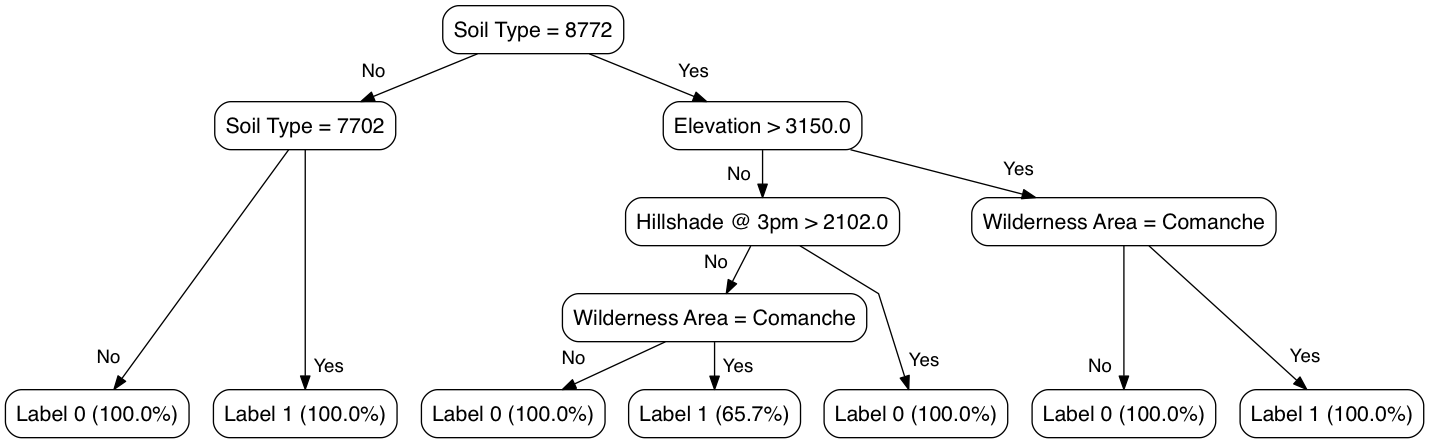 Soil Type = 8772
No
Yes
Soil Type = 7702
Elevation > 3150.0
No
Yes
Hillshade @ 3pm > 2102.0
Wilderness Area = Comanche
No
Wilderness Area = Comanche
No
Yes
No
Yes
Yes
No
Yes
Label 0 (100.0%)
Label 1 (100.0%)
Label 0 (100.0%)
Label 1 (65.7%)
Label 0 (100.0%)
Label 0 (100.0%)
Label 1 (100.0%)